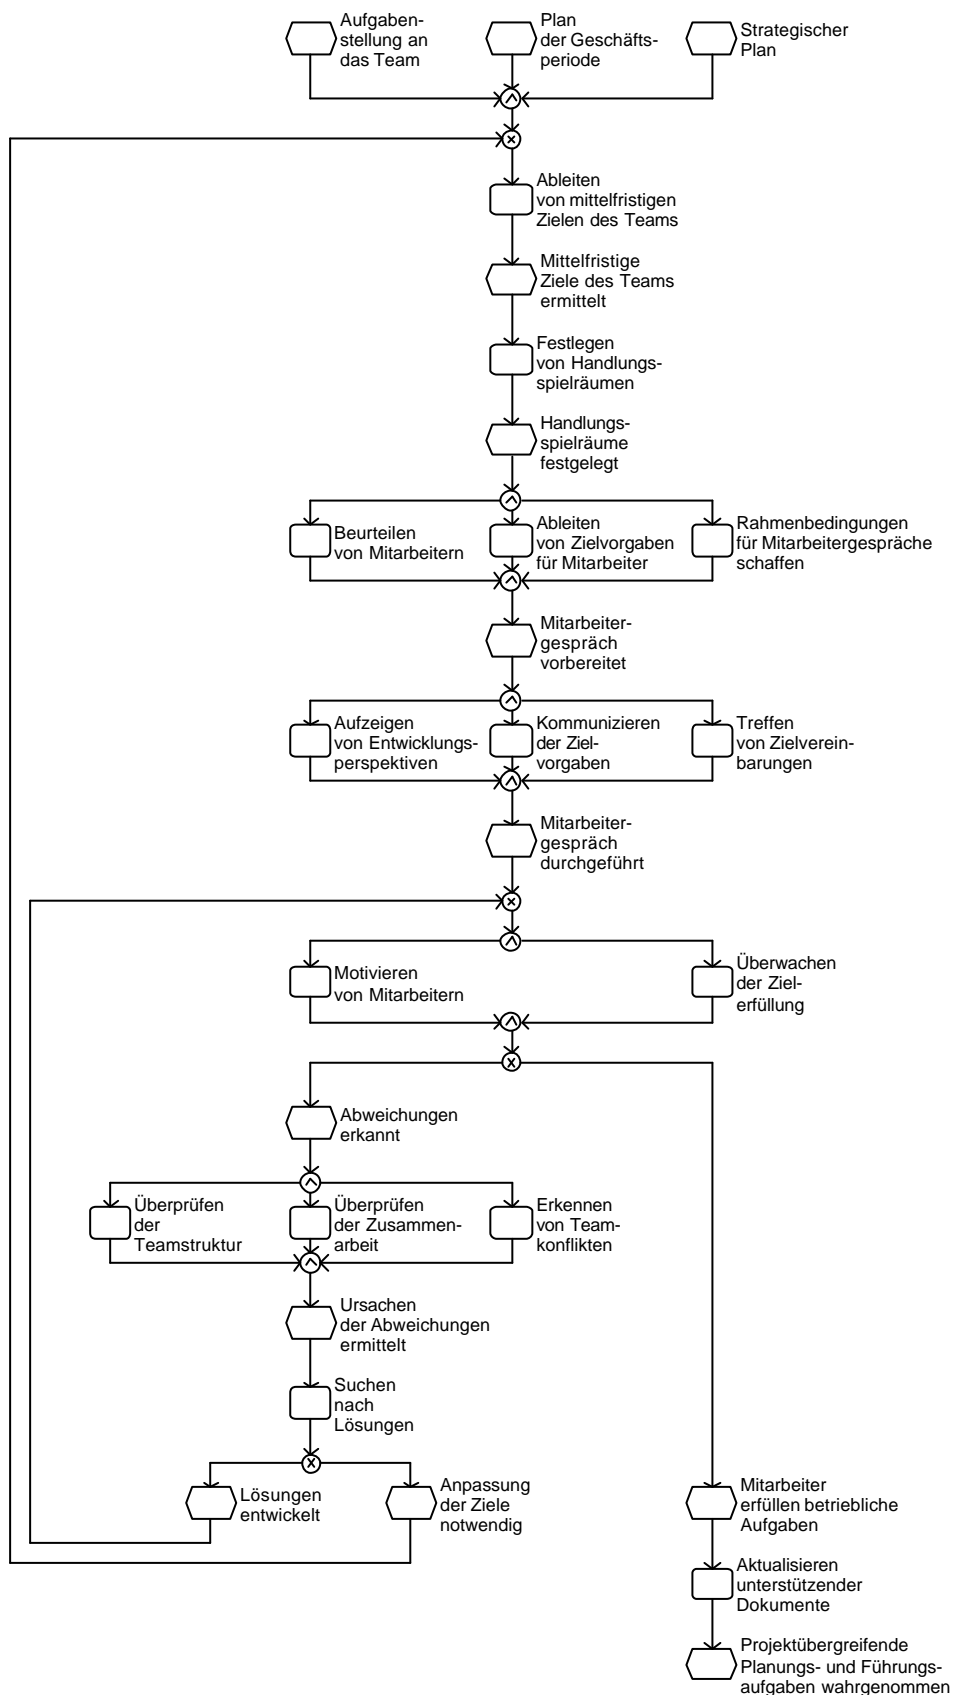 Aufgaben-
stellung an
das Team
Plan
der Geschäfts-
periode
Strategischer
Plan
Ableiten
von mittelfristigen
Zielen des Teams
Mittelfristige
Ziele des Teams
ermittelt
Festlegen
von Handlungs-
spielräumen
Handlungs-
spielräume
festgelegt
Beurteilen
von Mitarbeitern
Ableiten
von Zielvorgaben
für Mitarbeiter
Rahmenbedingungen
für Mitarbeitergespräche
schaffen
Mitarbeiter-
gespräch
vorbereitet
Aufzeigen
von Entwicklungs-
perspektiven
Kommunizieren
der Ziel-
vorgaben
Treffen
von Zielverein-
barungen
Mitarbeiter-
gespräch
durchgeführt
Motivieren
von Mitarbeitern
Überwachen
der Ziel-
erfüllung
Abweichungen
erkannt
Überprüfen
der
Teamstruktur
Überprüfen
der Zusammen-
arbeit
Erkennen
von Team-
konflikten
Ursachen
der Abweichungen
ermittelt
Suchen
nach
Lösungen
Lösungen
entwickelt
Anpassung
der Ziele
notwendig
Mitarbeiter
erfüllen betriebliche
Aufgaben
Aktualisieren
unterstützender
Dokumente
Projektübergreifende
Planungs- und Führungs-
aufgaben wahrgenommen